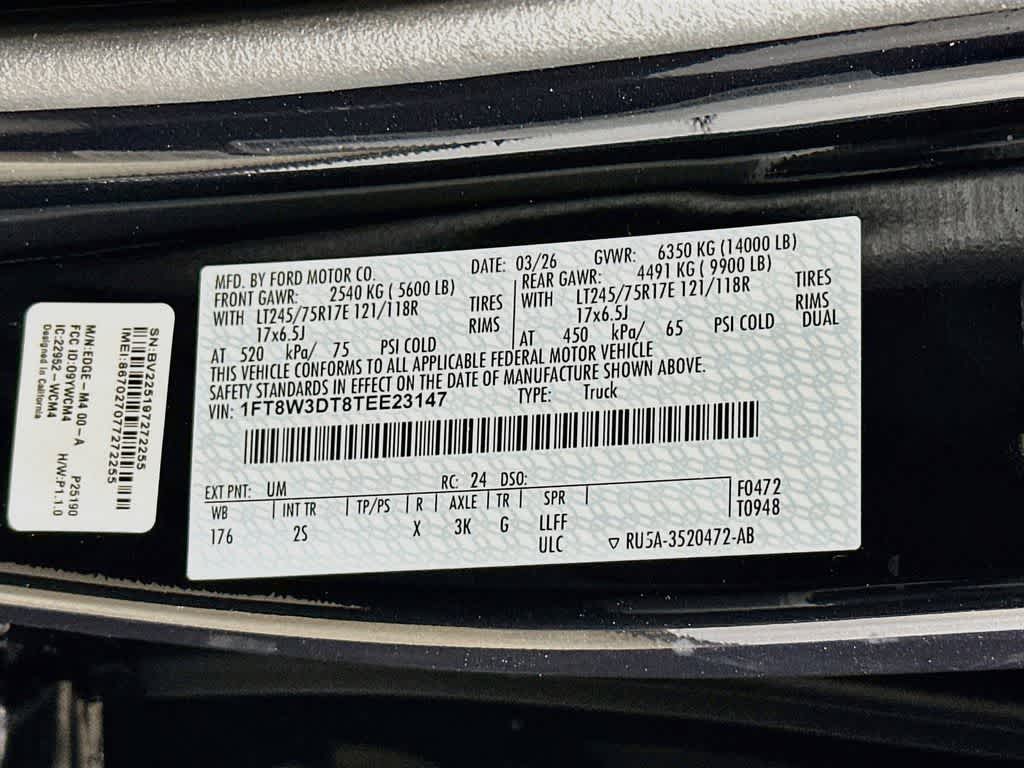 MFD. BY FORD MOTOR CO.
DATE: 03/26 GVWR: 6350 KG (14000 LB)
FRONT GAWR: 2540 KG ( 5600 LB)
REAR GAWR: 4491 KG ( 9900 LB)
WITH LT245/75R17E 121/118R TIRES
WITH LT245/75R17E 121/118R TIRES
17x6.5J RIMS
17x6.5J RIMS
AT 520 kPa/ 75 PSI COLD
AT 450 kPa/ 65 PSI COLD DUAL
THIS VEHICLE CONFORMS TO ALL APPLICABLE FEDERAL MOTOR VEHICLE
SAFETY STANDARDS IN EFFECT ON THE DATE OF MANUFACTURE SHOWN ABOVE.
VIN: 1FT8W3DT8TEE23147 TYPE: Truck
EXT PNT: UM RC: 24 DSO:
WB INT TR TP/PS R AXLE TR SPR
176 2S X 3K G LLFF
ULC
F0472
T0948
▽ RU5A-3520472-AB
SN:BV225197272255
IMEI:867027077272255
M/N:EDGR-M4 00-A P25190
FCC ID:O9YWCM4
IC:22952-WCM4 H/W:P1.1.0
Designed in California